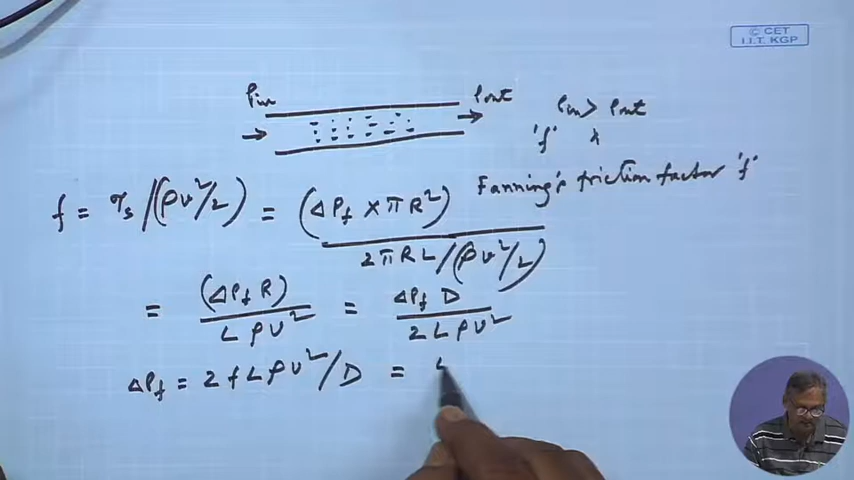 © CET
I.I.T. KGP
Pin Pout Pin > Pout
'f' λ
Fanning's friction factor 'f'
f = τs/(ρv²/2) = (ΔPf × πR²)
2πRL/(ρv²/2)
= (ΔPf R) / Lρv² = ΔPf D / 2Lρv²
ΔPf = 2fLρv²/D = 4